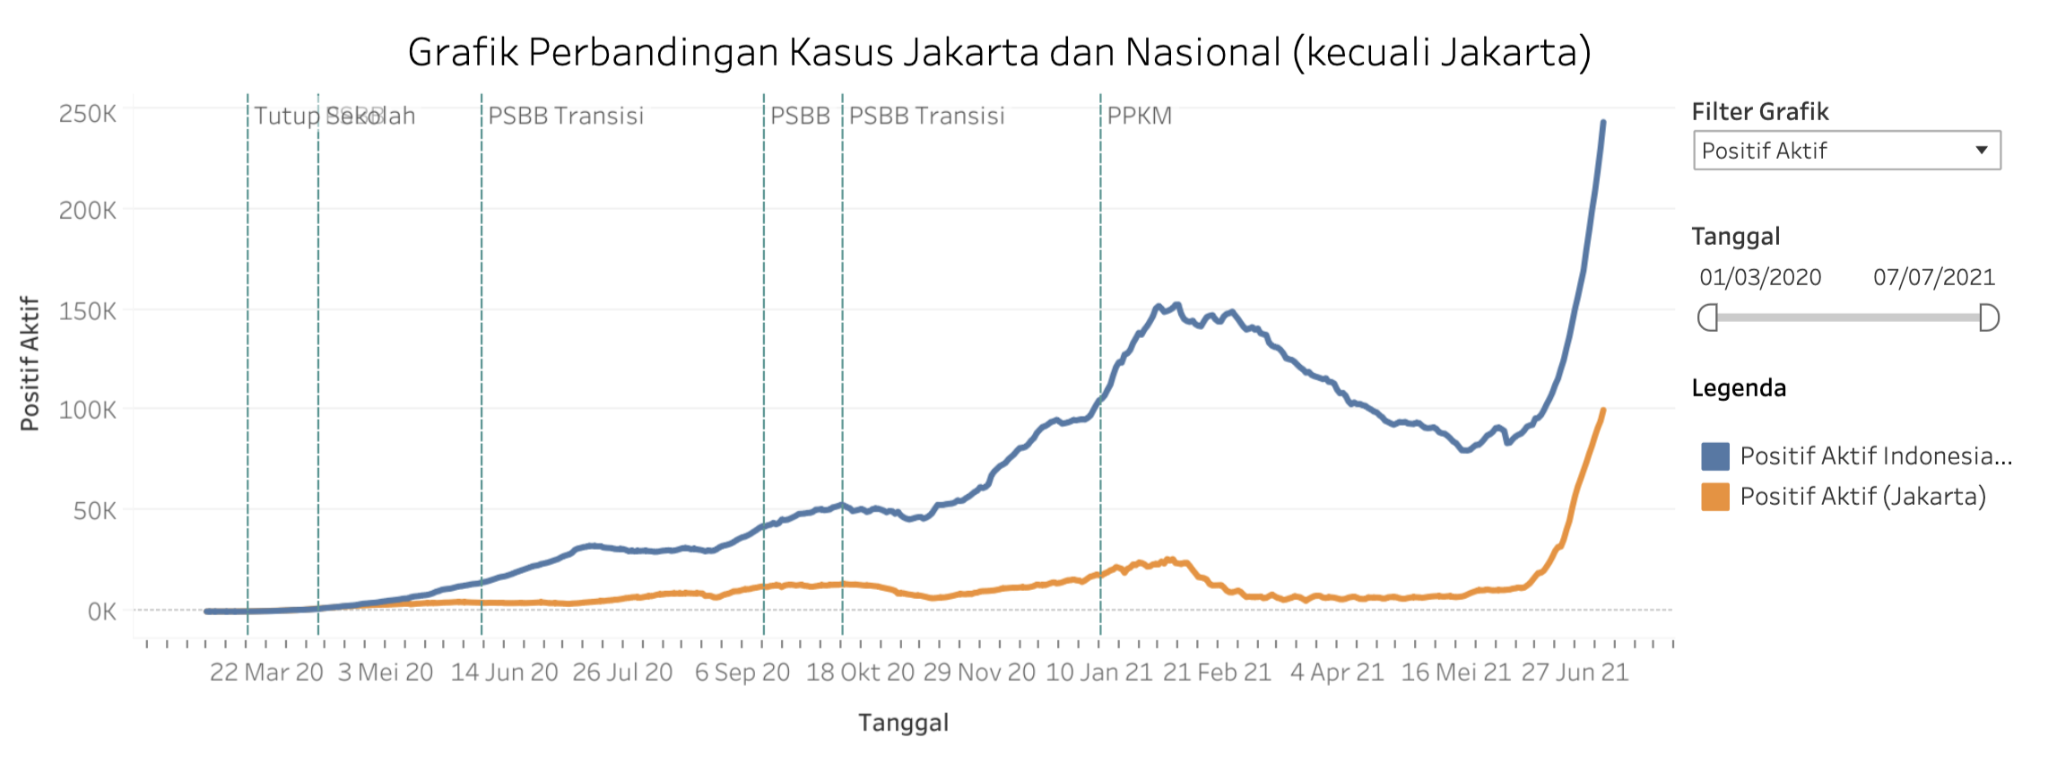 Grafik Perbandingan Kasus Jakarta dan Nasional (kecuali Jakarta)
Tutup Sekolah
PSBB
PSBB Transisi
PSBB
PSBB Transisi
PPKM
250K
200K
150K
100K
50K
0K
Positif Aktif
22 Mar 20
3 Mei 20
14 Jun 20
26 Jul 20
6 Sep 20
18 Okt 20
29 Nov 20
10 Jan 21
21 Feb 21
4 Apr 21
16 Mei 21
27 Jun 21
Tanggal
Filter Grafik
Positif Aktif
Tanggal
01/03/2020 07/07/2021
Legenda
Positif Aktif Indonesia...
Positif Aktif (Jakarta)